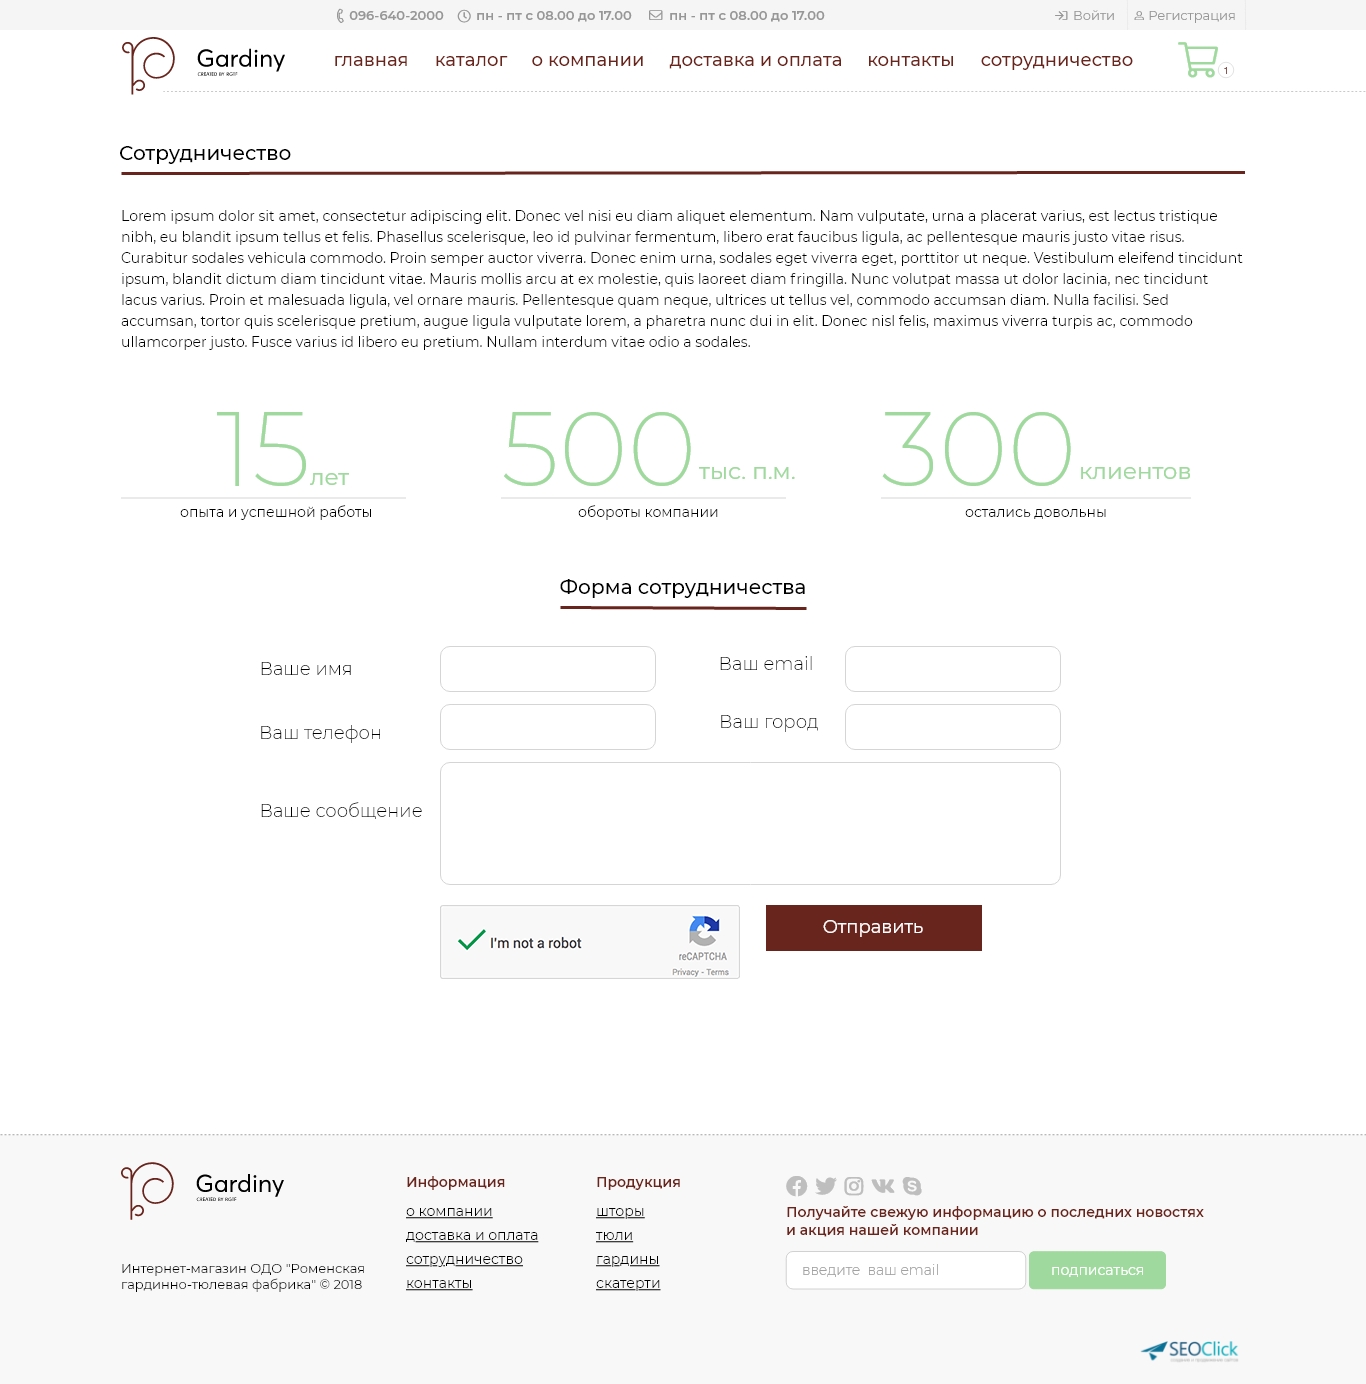 096-640-2000 пн - пт с 08.00 до 17.00 пн - пт с 08.00 до 17.00 Войти Регистрация
Gardiny
CREATED BY RGTF
главная каталог о компании доставка и оплата контакты сотрудничество
1
Сотрудничество
Lorem ipsum dolor sit amet, consectetur adipiscing elit. Donec vel nisi eu diam aliquet elementum. Nam vulputate, urna a placerat varius, est lectus tristique
nibh, eu blandit ipsum tellus et felis. Phasellus scelerisque, leo id pulvinar fermentum, libero erat faucibus ligula, ac pellentesque mauris justo vitae risus.
Curabitur sodales vehicula commodo. Proin semper auctor viverra. Donec enim urna, sodales eget viverra eget, porttitor ut neque. Vestibulum eleifend tincidunt
ipsum, blandit dictum diam tincidunt vitae. Mauris mollis arcu at ex molestie, quis laoreet diam fringilla. Nunc volutpat massa ut dolor lacinia, nec tincidunt
lacus varius. Proin et malesuada ligula, vel ornare mauris. Pellentesque quam neque, ultrices ut tellus vel, commodo accumsan diam. Nulla facilisi. Sed
accumsan, tortor quis scelerisque pretium, augue ligula vulputate lorem, a pharetra nunc dui in elit. Donec nisl felis, maximus viverra turpis ac, commodo
ullamcorper justo. Fusce varius id libero eu pretium. Nullam interdum vitae odio a sodales.
15 лет
опыта и успешной работы
500 тыс. п.м.
обороты компании
300 клиентов
остались довольны
Форма сотрудничества
Ваше имя
Ваш email
Ваш телефон
Ваш город
Ваше сообщение
I'm not a robot
reCAPTCHA
Privacy - Terms
Отправить
Gardiny
CREATED BY RGTF
Интернет-магазин ОДО "Роменская
гардинно-тюлевая фабрика" © 2018
Информация
о компании
доставка и оплата
сотрудничество
контакты
Продукция
шторы
тюли
гардины
скатерти
Получайте свежую информацию о последних новостях
и акция нашей компании
введите ваш email
подписаться
SEOClick